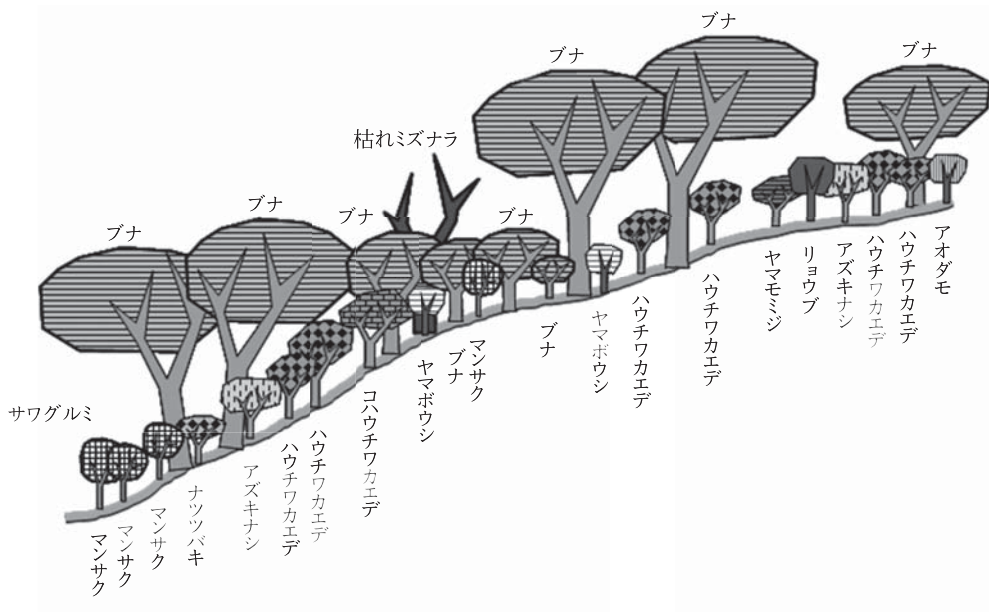 ブナ
ブナ
ブナ
ブナ
枯れミズナラ
ブナ
ブナ
ブナ
サワグルミ
マンサク
マンサク
マンサク
ナツツバキ
アズキナシ
ハウチワカエデ
ハウチワカエデ
コハウチワカエデ
ヤマボウシ
ブナ
マンサク
ブナ
ヤマボウシ
ハウチワカエデ
ハウチワカエデ
ヤマモミジ
リョウブ
アズキナシ
ハウチワカエデ
ハウチワカエデ
アオダモ